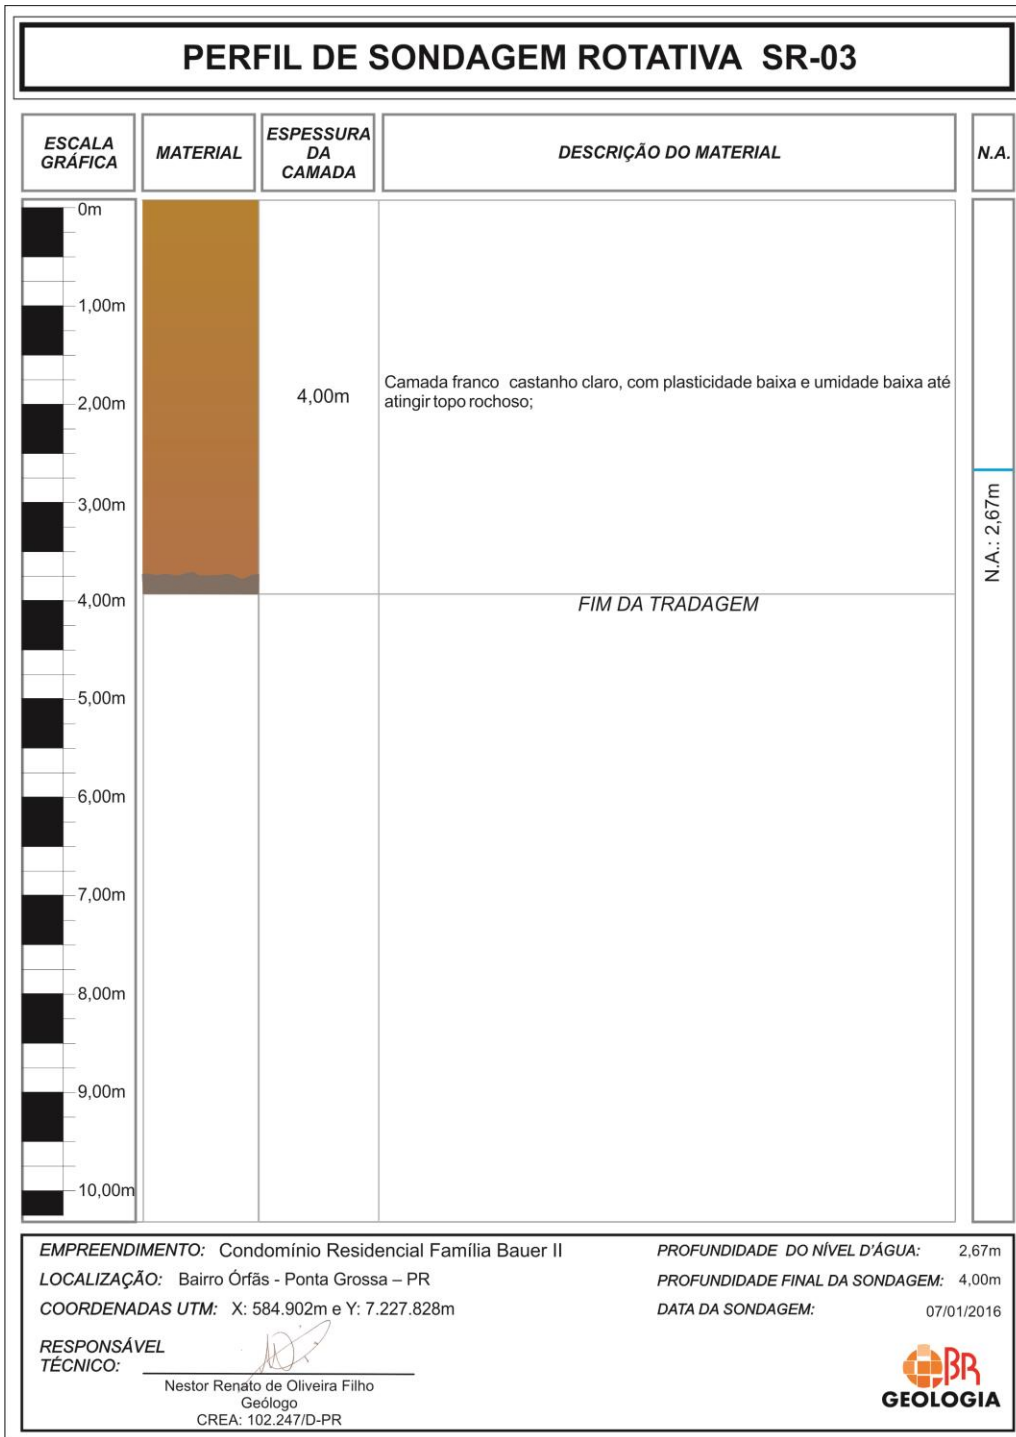 PERFIL DE SONDAGEM ROTATIVA SR-03
ESCALA
GRÁFICA
MATERIAL
ESPESSURA
DA
CAMADA
DESCRIÇÃO DO MATERIAL
N.A.
0m
1,00m
2,00m
3,00m
4,00m
5,00m
6,00m
7,00m
8,00m
9,00m
10,00m
4,00m
Camada franco castanho claro, com plasticidade baixa e umidade baixa até
atingir topo rochoso;
FIM DA TRADAGEM
N.A.: 2,67m
EMPREENDIMENTO: Condomínio Residencial Família Bauer II
LOCALIZAÇÃO: Bairro Órfãs - Ponta Grossa – PR
COORDENADAS UTM: X: 584.902m e Y: 7.227.828m
RESPONSÁVEL
TÉCNICO:
Nestor Renato de Oliveira Filho
Geólogo
CREA: 102.247/D-PR
PROFUNDIDADE DO NÍVEL D'ÁGUA: 2,67m
PROFUNDIDADE FINAL DA SONDAGEM: 4,00m
DATA DA SONDAGEM: 07/01/2016
BR
GEOLOGIA